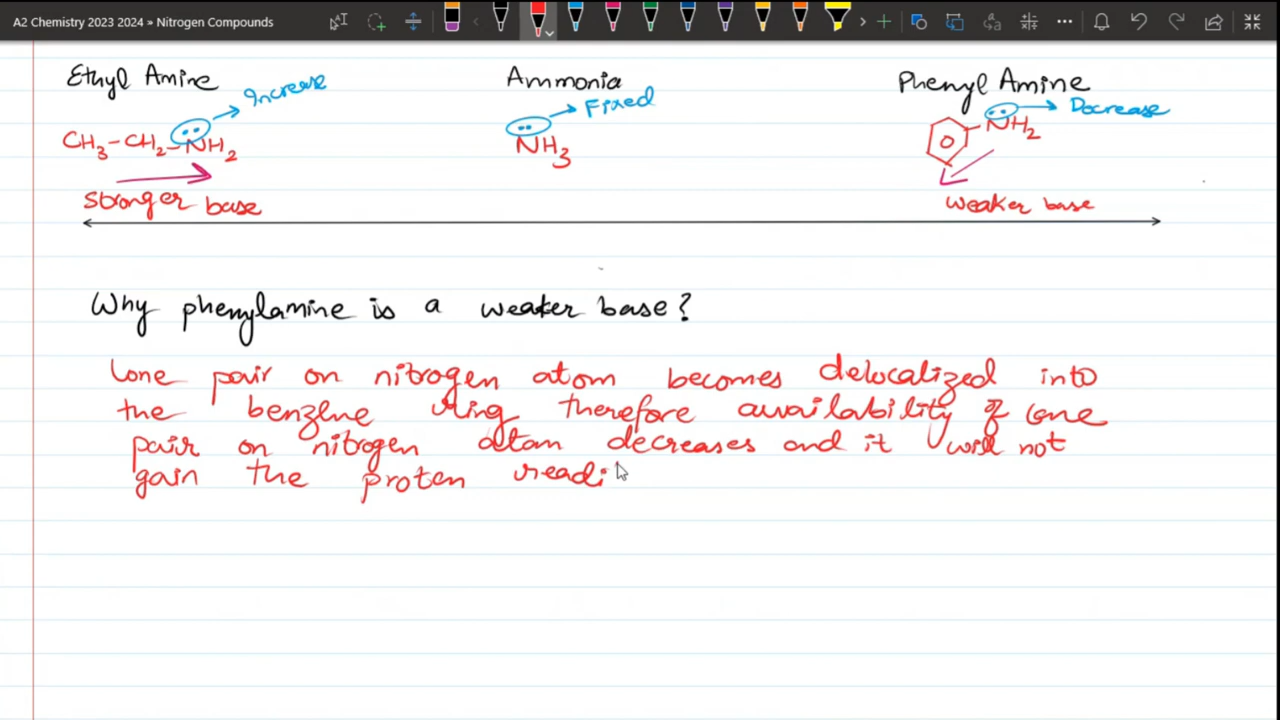 A2 Chemistry 2023 2024 » Nitrogen Compounds
Ethyl Amine Ammonia Phenyl Amine
Increase Fixed Decrease
CH3-CH2-NH2 NH3 NH2
stronger base weaker base
Why phenylamine is a weaker base?
Lone pair on nitrogen atom becomes delocalized into
the benzene ring therefore availability of lone
pair on nitrogen atom decreases and it will not
gain the proton readi